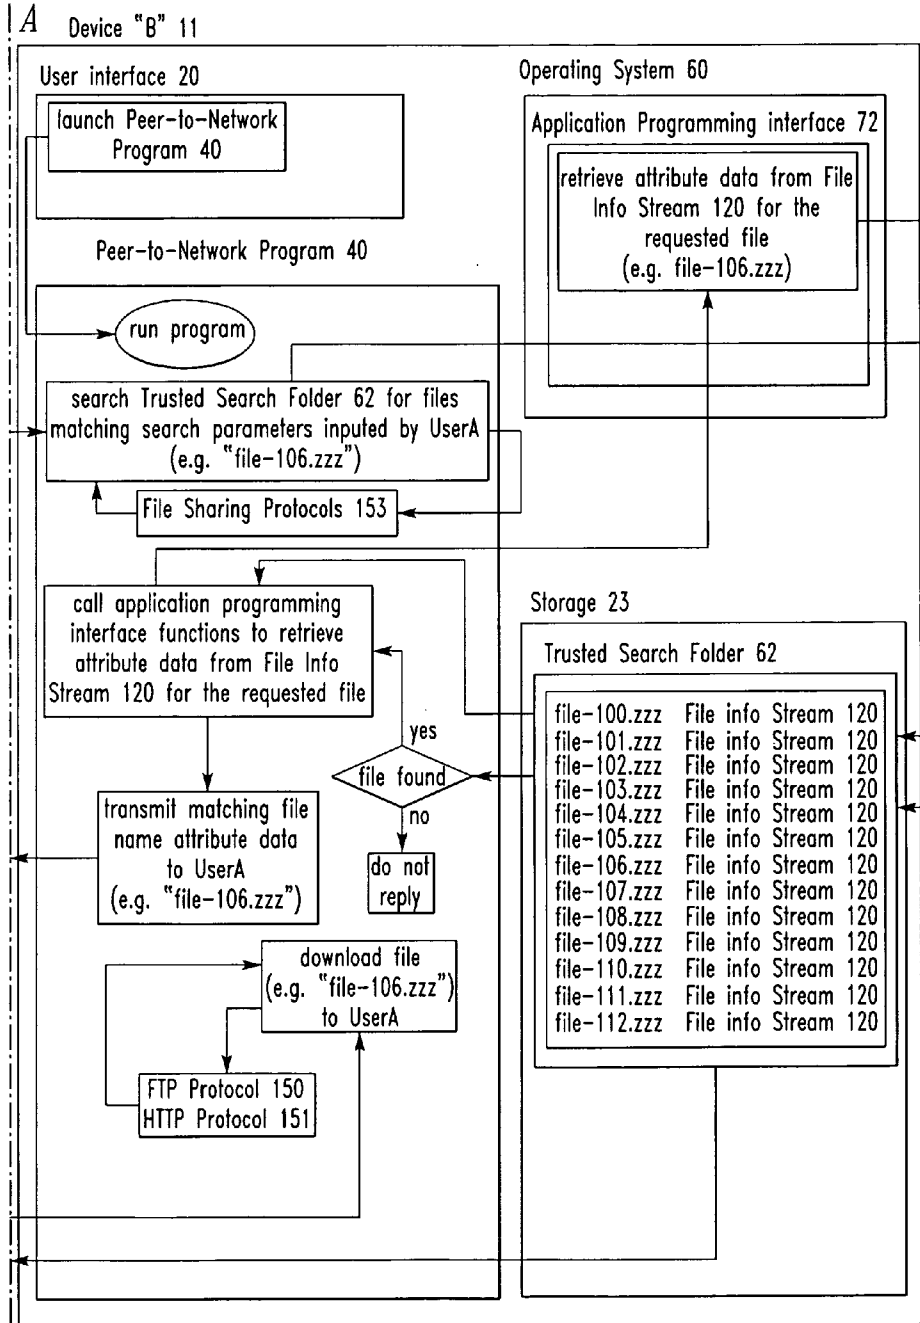 A
Device "B" 11
User interface 20
launch Peer-to-Network
Program 40
Operating System 60
Application Programming interface 72
retrieve attribute data from File
Info Stream 120 for the
requested file
(e.g. file-106.zzz)
Peer-to-Network Program 40
run program
search Trusted Search Folder 62 for files
matching search parameters inputed by UserA
(e.g. "file-106.zzz")
File Sharing Protocols 153
call application programming
interface functions to retrieve
attribute data from File Info
Stream 120 for the requested file
yes
file found
no
do not
reply
transmit matching file
name attribute data
to UserA
(e.g. "file-106.zzz")
download file
(e.g. "file-106.zzz")
to UserA
FTP Protocol 150
HTTP Protocol 151
Storage 23
Trusted Search Folder 62
file-100.zzz File info Stream 120
file-101.zzz File info Stream 120
file-102.zzz File info Stream 120
file-103.zzz File info Stream 120
file-104.zzz File info Stream 120
file-105.zzz File info Stream 120
file-106.zzz File info Stream 120
file-107.zzz File info Stream 120
file-108.zzz File info Stream 120
file-109.zzz File info Stream 120
file-110.zzz File info Stream 120
file-111.zzz File info Stream 120
file-112.zzz File info Stream 120